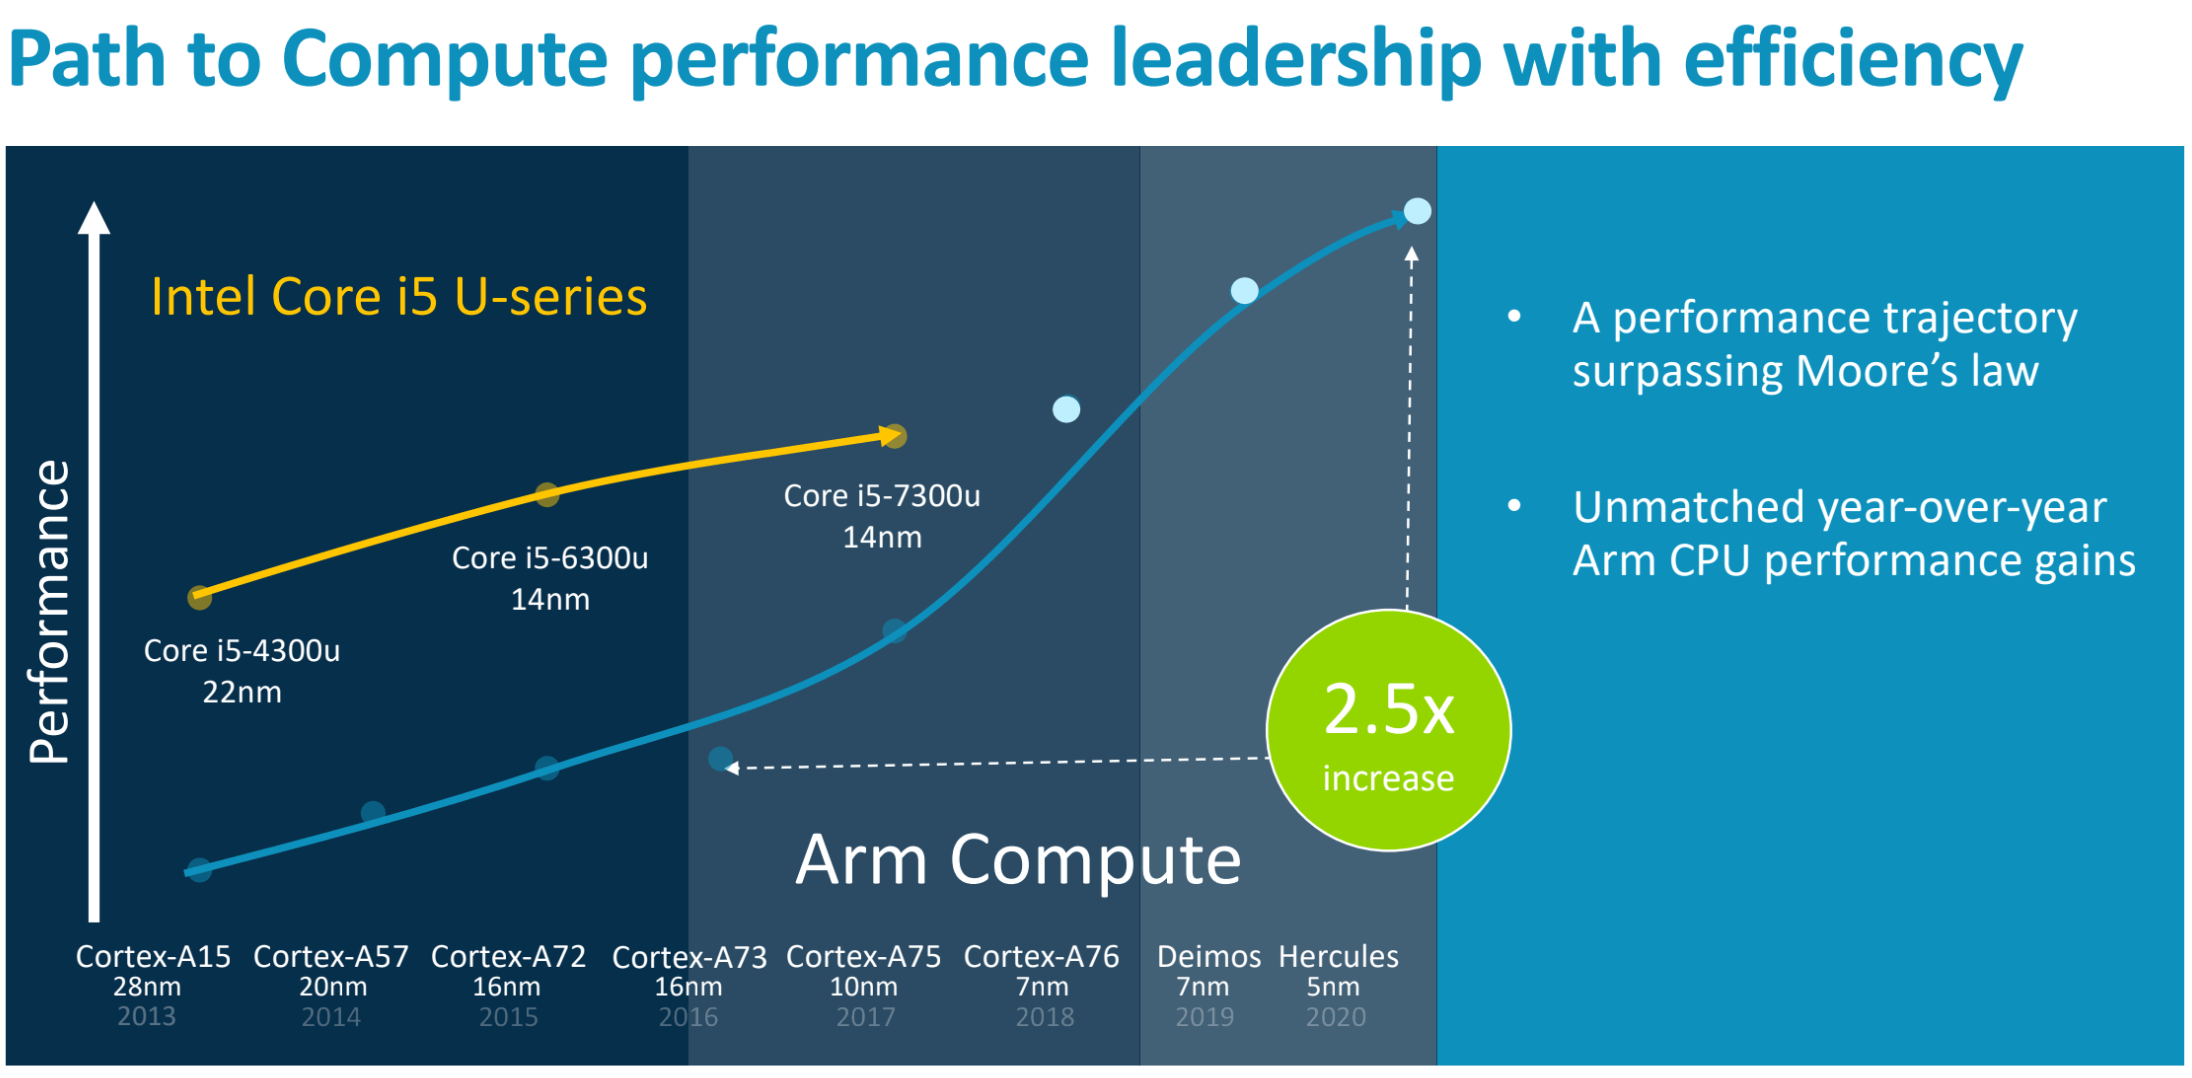 Path to Compute performance leadership with efficiency
Performance
Intel Core i5 U-series
Core i5-4300u
22nm
Core i5-6300u
14nm
Core i5-7300u
14nm
2.5x
increase
Arm Compute
Cortex-A15
28nm
2013
Cortex-A57
20nm
2014
Cortex-A72
16nm
2015
Cortex-A73
16nm
2016
Cortex-A75
10nm
2017
Cortex-A76
7nm
2018
Deimos
7nm
2019
Hercules
5nm
2020
• A performance trajectory
surpassing Moore’s law
• Unmatched year-over-year
Arm CPU performance gains